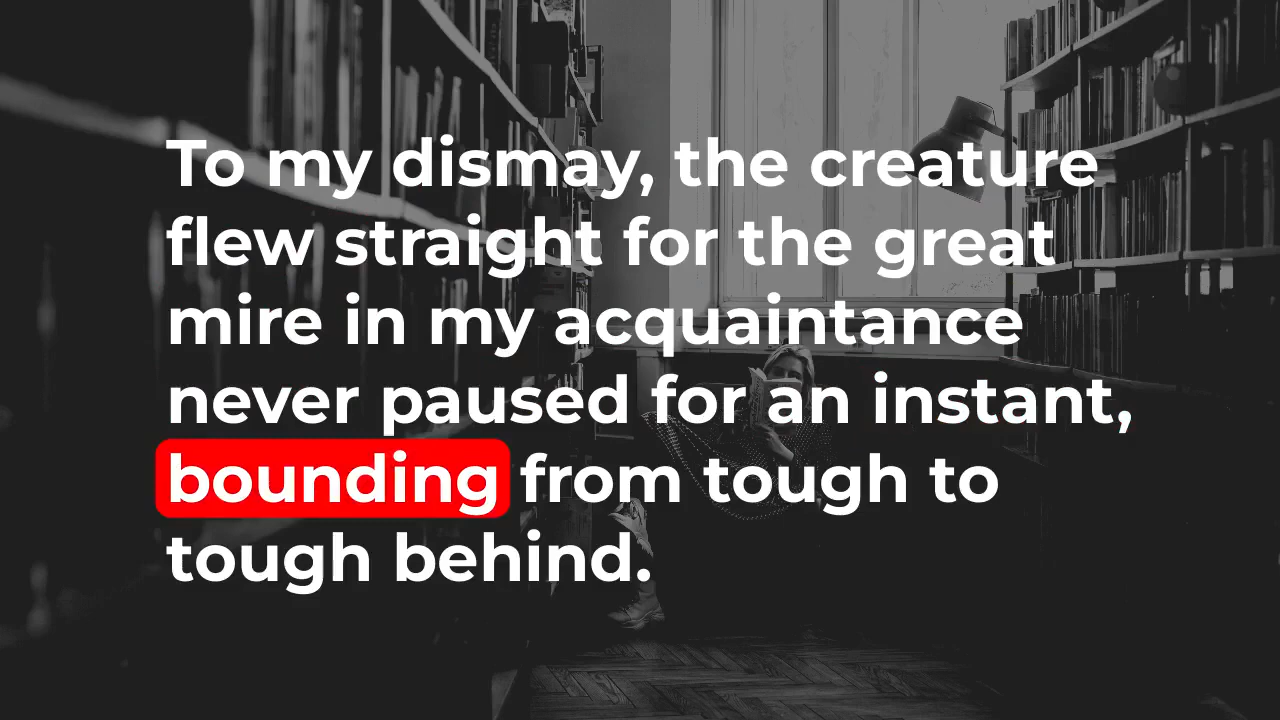 To my dismay, the creature
flew straight for the great
mire in my acquaintance
never paused for an instant,
bounding from tough to
tough behind.